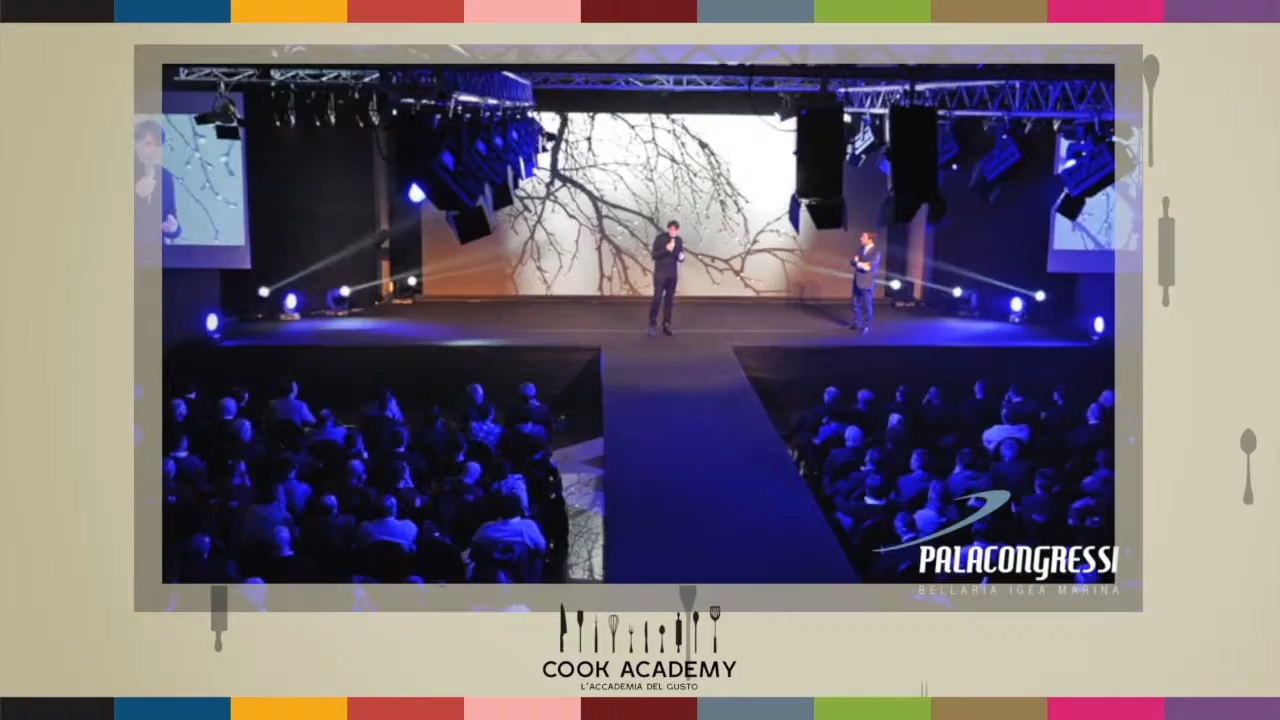 PALACONGRESSI
BELLARIA IGEA MARINA
COOK ACADEMY
L'ACCADEMIA DEL GUSTO